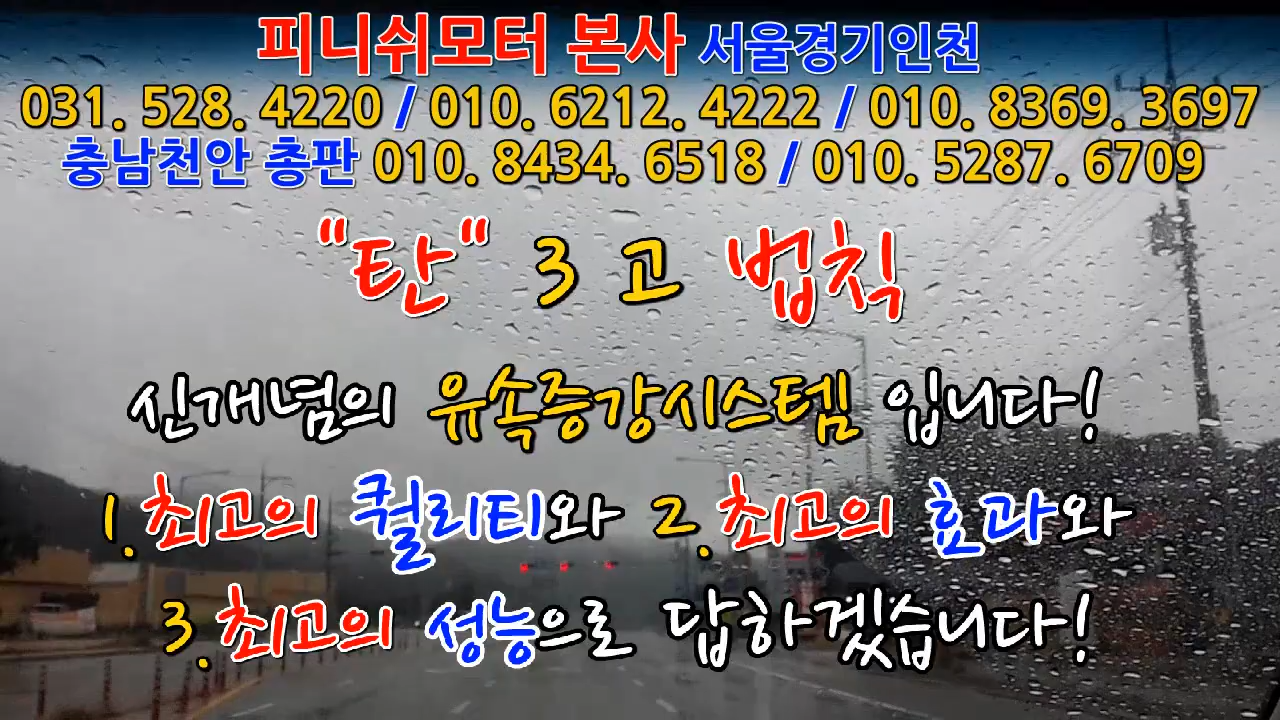 피니쉬모터 본사 서울경기인천
031. 528. 4220 / 010. 6212. 4222 / 010. 8369. 3697
충남천안 총판 010. 8434. 6518 / 010. 5287. 6709
"탄" 3 고 법칙
신개념의 유속증강시스템 입니다!
1. 최고의 퀄리티와 2. 최고의 효과와
3. 최고의 성능으로 답하겠습니다!